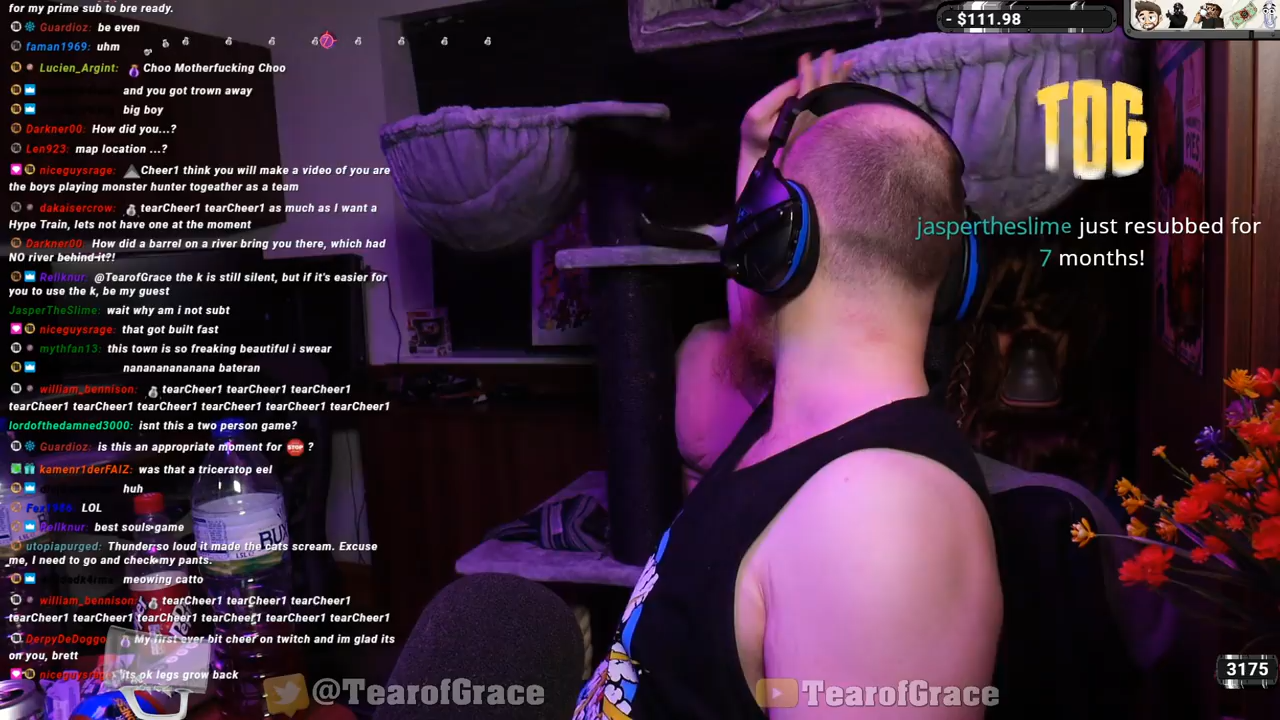 for my prime sub to bre ready.
Guardioz: be even
faman1969: uhm
Lucien_Argint: Choo Motherfucking Choo
and you got trown away
big boy
Darkner00: How did you...?
Len923: map location ...?
niceguysrage: Cheer1 think you will make a video of you are
the boys playing monster hunter togeather as a team
dakaisercrow: tearCheer1 tearCheer1 as much as I want a
Hype Train, lets not have one at the moment
Darkner00: How did a barrel on a river bring you there, which had
NO river behind it?!
Rellknur: @TearofGrace the k is still silent, but if it's easier for
you to use the k, be my guest
JasperTheSlime: wait why am i not subt
niceguysrage: that got built fast
mythfan13: this town is so freaking beautiful i swear
nanananananana bateran
william_bennison: tearCheer1 tearCheer1 tearCheer1
tearCheer1 tearCheer1 tearCheer1 tearCheer1 tearCheer1 tearCheer1
lordofthedamned3000: isnt this a two person game?
Guardioz: is this an appropriate moment for STOP ?
kamenr1derFAIZ: was that a triceratop eel
huh
Fex1986: LOL
Rellknur: best souls-game
utopiapurged: Thunder so loud it made the cats scream. Excuse
me, I need to go and check my pants.
meowing catto
william_bennison: tearCheer1 tearCheer1 tearCheer1
tearCheer1 tearCheer1 tearCheer1 tearCheer1 tearCheer1 tearCheer1
DerpyDeDoggo: My first ever bit cheer on twitch and im glad its
on you, brett
niceguysrage: its ok legs grow back
- $111.98
TOG
jaspertheslime just resubbed for
7 months!
3175
@TearofGrace
TearofGrace